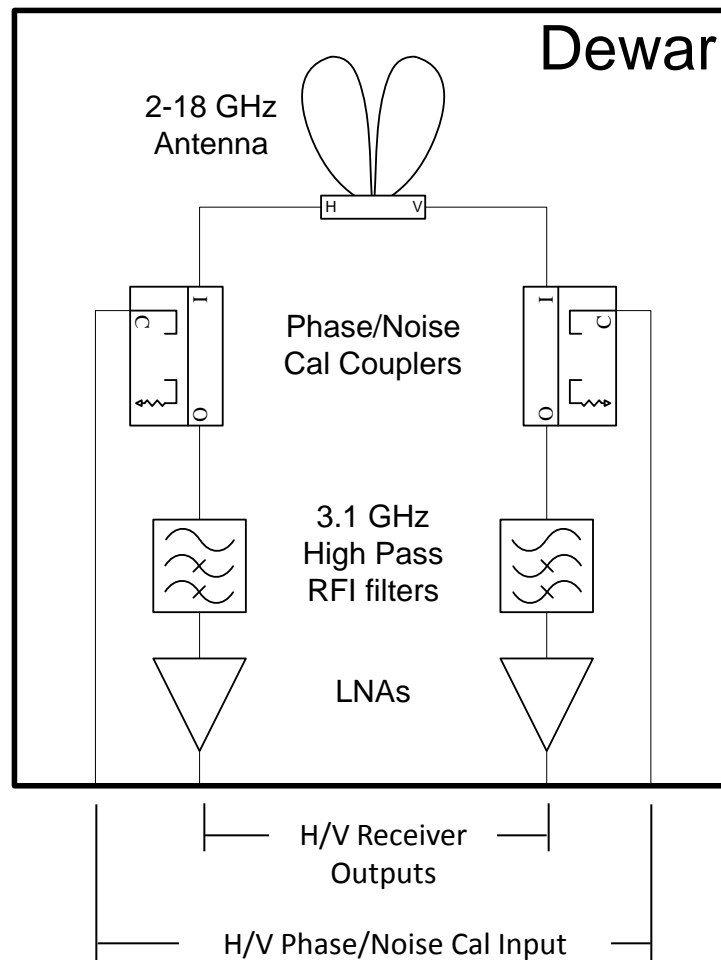 Dewar
2-18 GHz
Antenna
H V
I I
C C
Phase/Noise
Cal Couplers
O O
3.1 GHz
High Pass
RFI filters
LNAs
H/V Receiver
Outputs
H/V Phase/Noise Cal Input